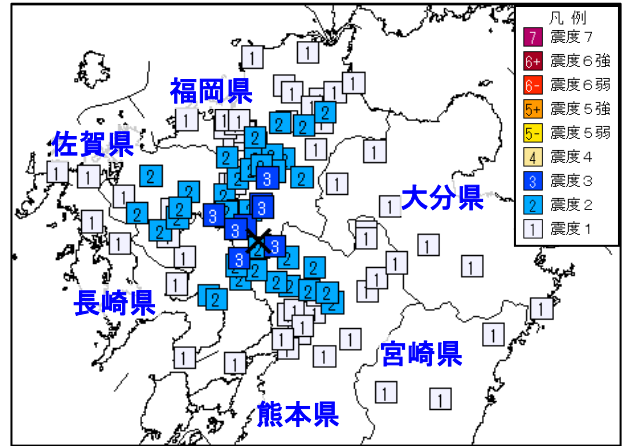 凡 例
7 震度７
6+ 震度６強
6- 震度６弱
5+ 震度５強
5- 震度５弱
4 震度４
3 震度３
2 震度２
1 震度１
福岡県
佐賀県
大分県
長崎県
宮崎県
熊本県